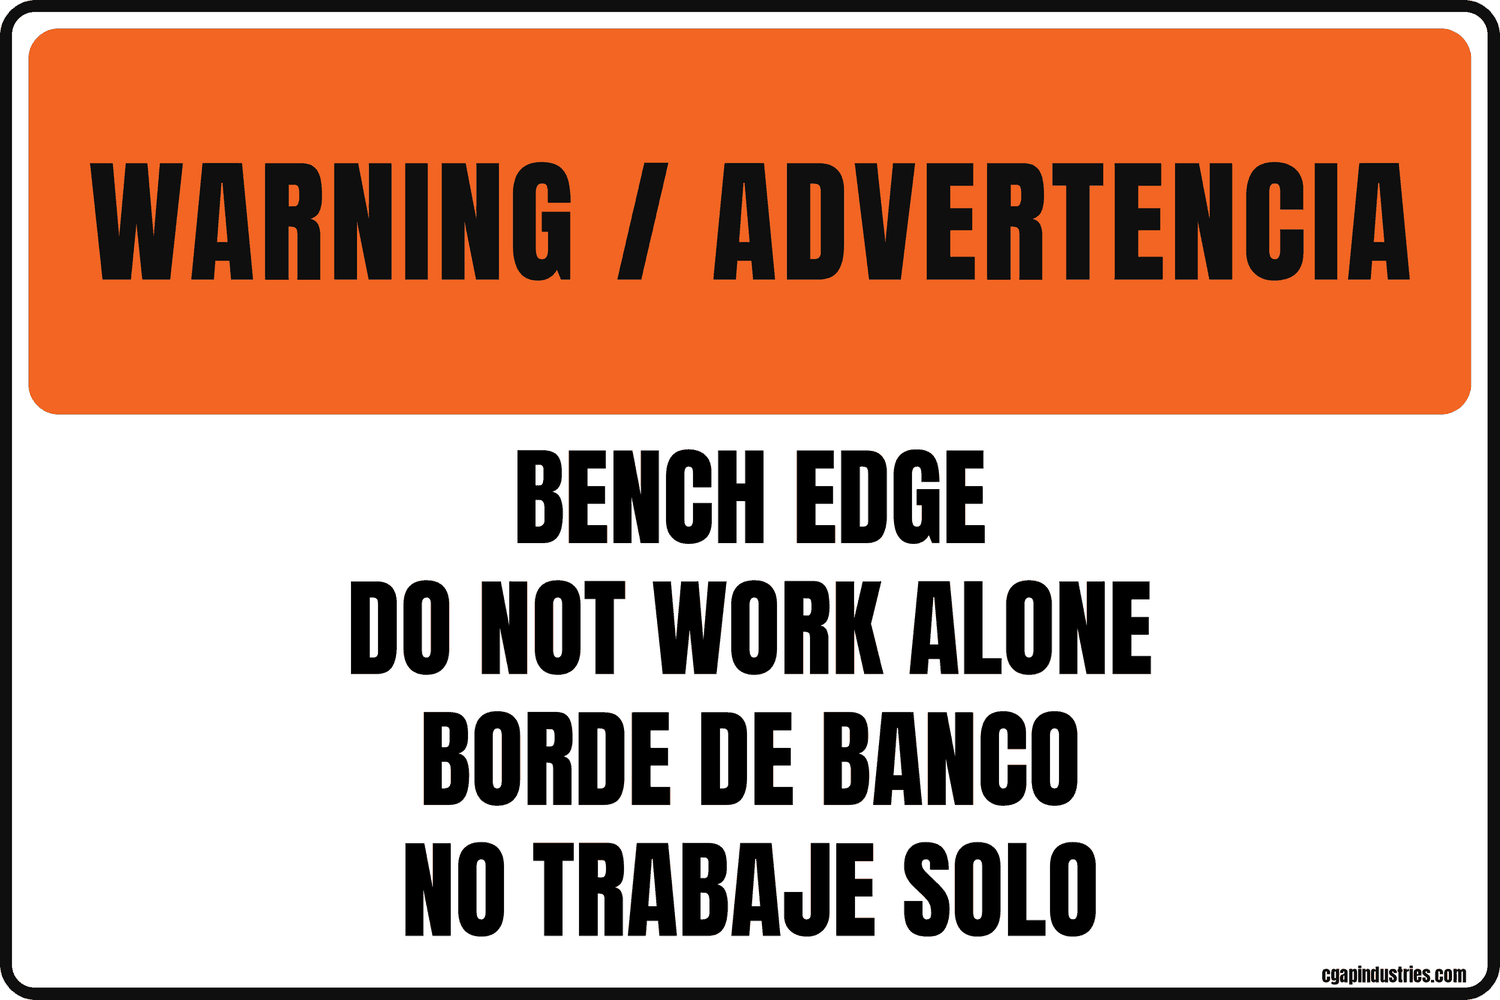 WARNING / ADVERTENCIA
BENCH EDGE
DO NOT WORK ALONE
BORDE DE BANCO
NO TRABAJE SOLO
cgapindustries.com